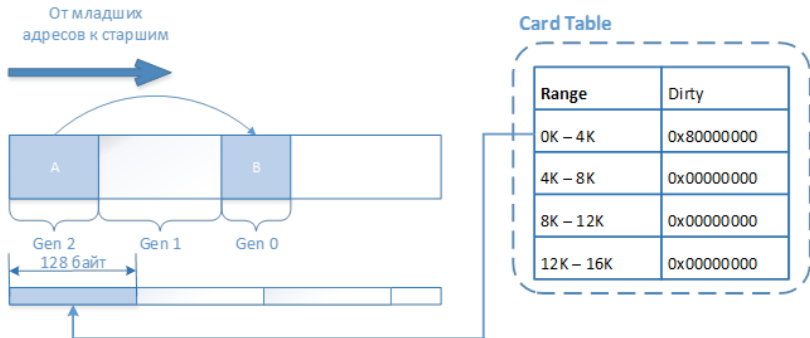 От младших
адресов к старшим
A
B
Gen 2
Gen 1
Gen 0
128 байт
Card Table
Range Dirty
0K – 4K 0x80000000
4K – 8K 0x00000000
8K – 12K 0x00000000
12K – 16K 0x00000000